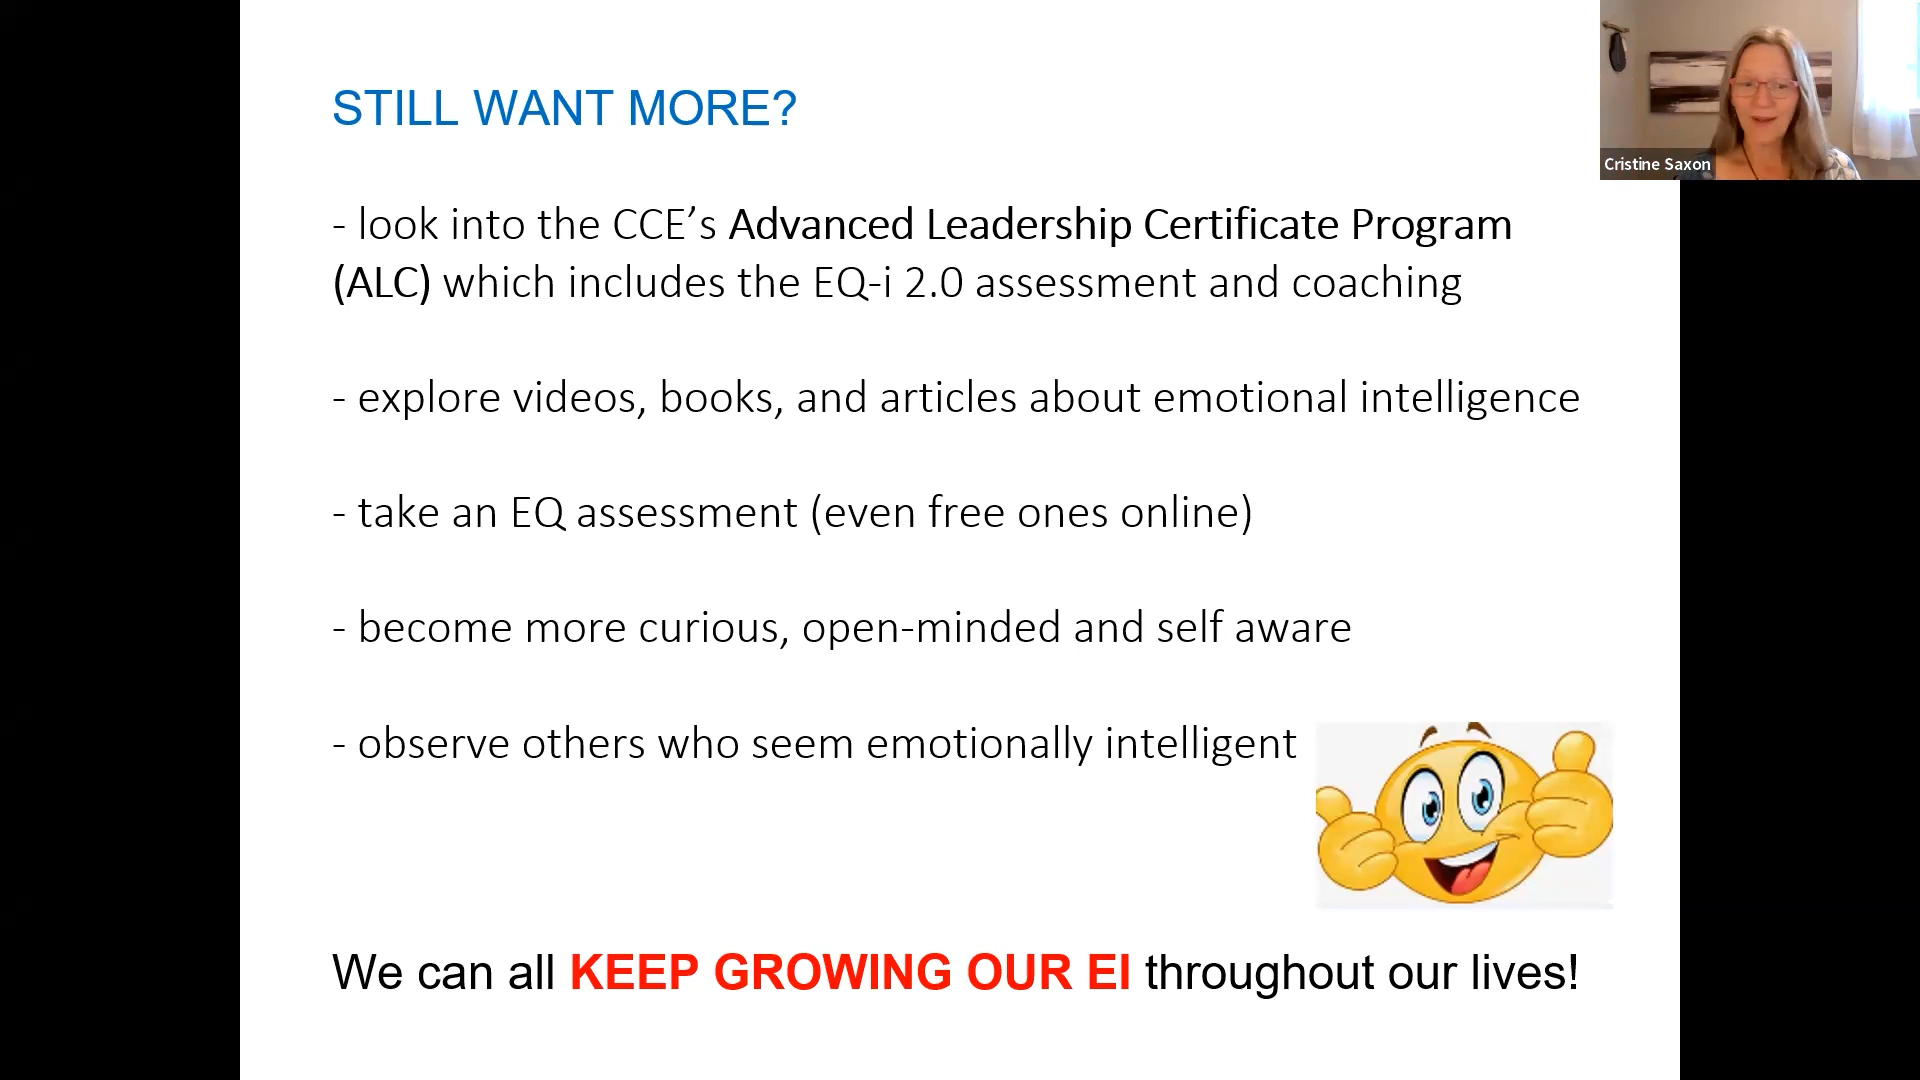 STILL WANT MORE?
- look into the CCE’s Advanced Leadership Certificate Program
(ALC) which includes the EQ-i 2.0 assessment and coaching
- explore videos, books, and articles about emotional intelligence
- take an EQ assessment (even free ones online)
- become more curious, open-minded and self aware
- observe others who seem emotionally intelligent
We can all KEEP GROWING OUR EI throughout our lives!
Cristine Saxon